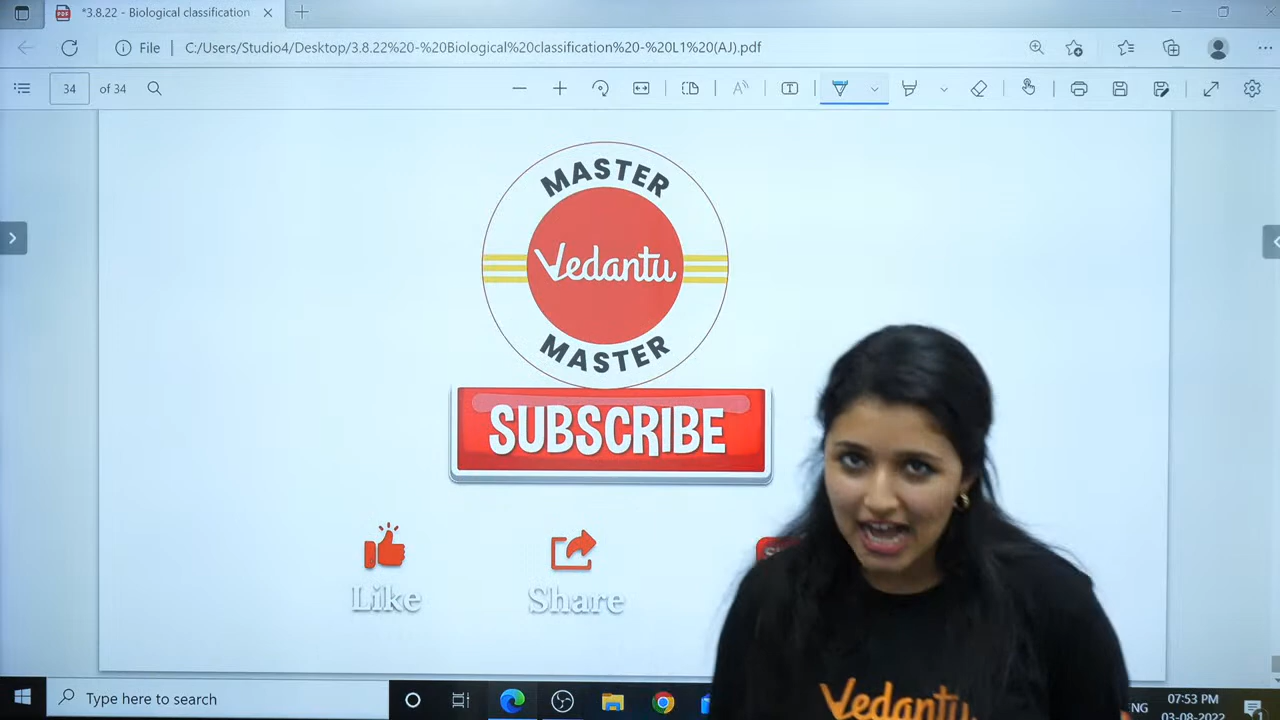 *3.8.22 - Biological classification
File
C:/Users/Studio4/Desktop/3.8.22%20-%20Biological%20classification%20-%20L1%20(AJ).pdf
34 of 34
MASTER
Vedantu
MASTER
SUBSCRIBE
Like
Share
Vedantu
Type here to search
ENG
07:53 PM
03-08-2022